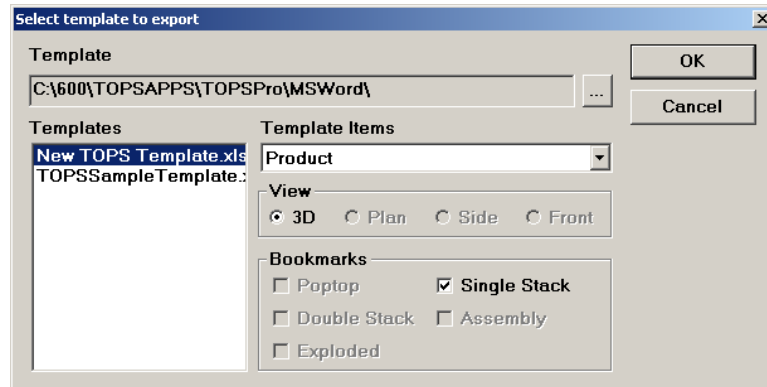 Select template to export
Template
OK
C:\600\TOPSAPPS\TOPSPro\MSWord\
...
Cancel
Templates
Template Items
New TOPS Template.xls
Product
TOPSSampleTemplate.x
View
3D Plan Side Front
Bookmarks
Poptop Single Stack
Double Stack Assembly
Exploded